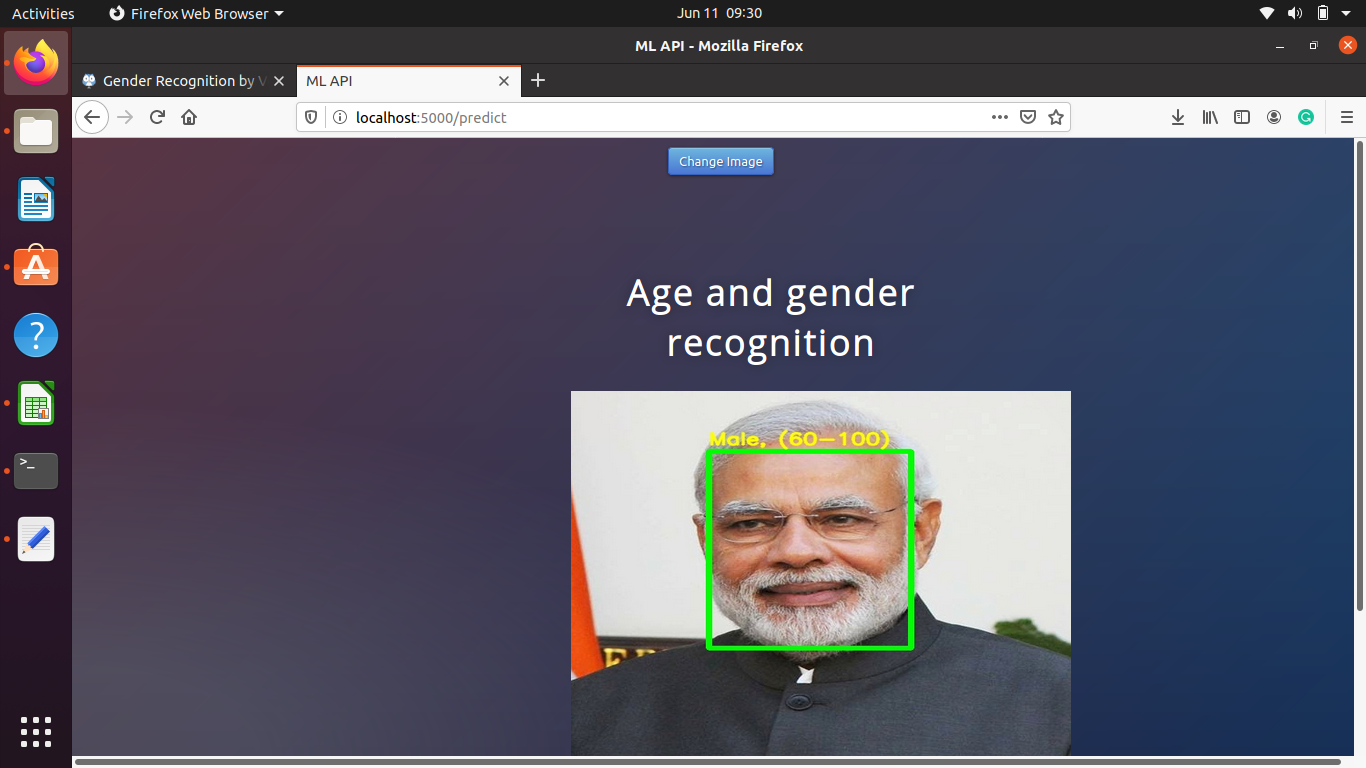 Activities
Firefox Web Browser
Jun 11 09:30
ML API - Mozilla Firefox
Gender Recognition by V
ML API
localhost:5000/predict
Change Image
Age and gender
recognition
Male, (60-100)
>_
?